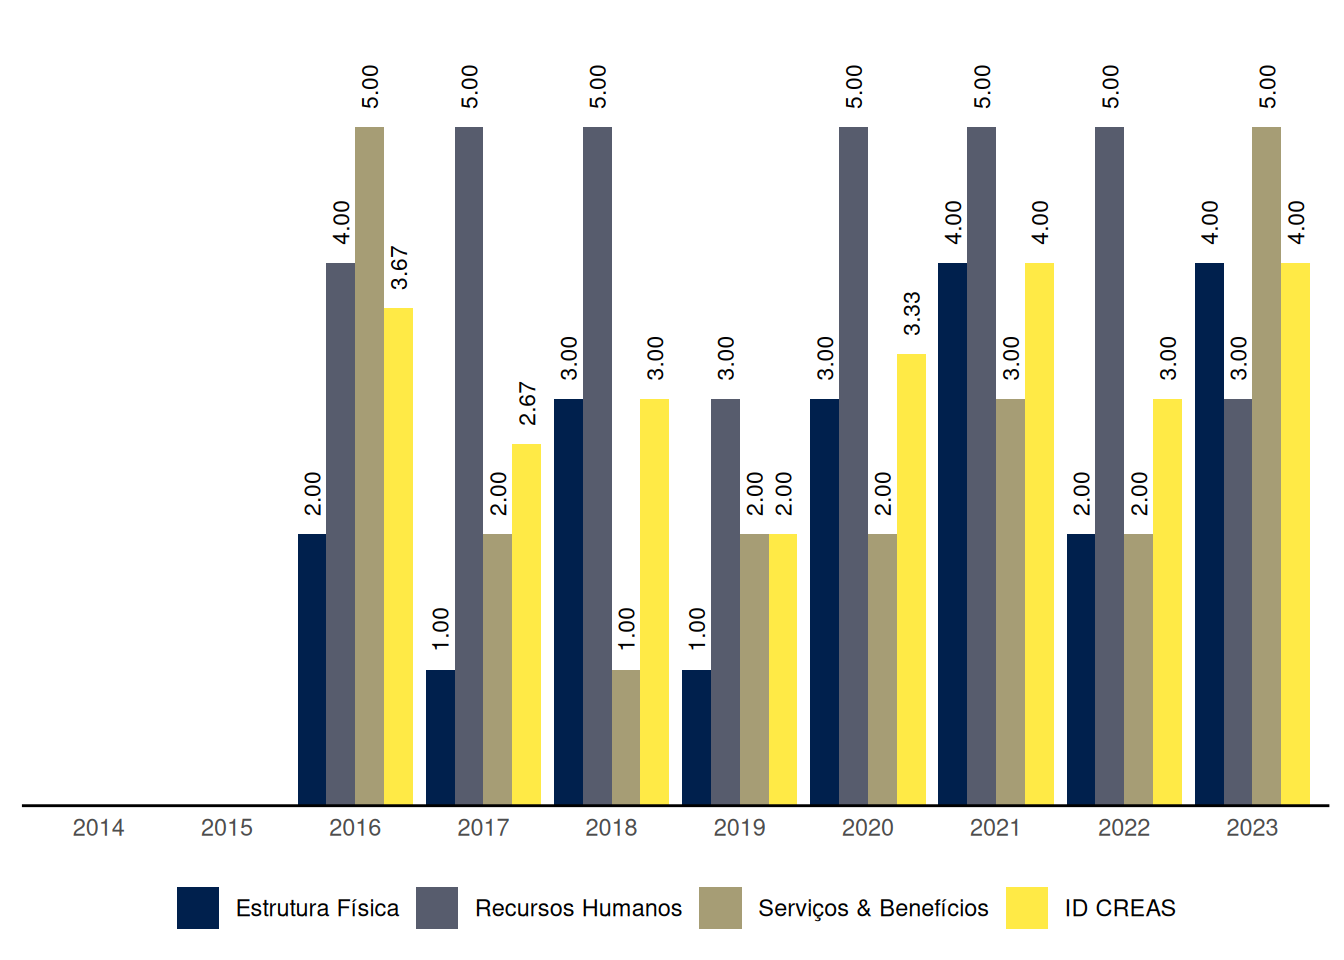 5.00 5.00 5.00 5.00 5.00 5.00 5.00
4.00 4.00 4.00 4.00 4.00
3.67
3.33
3.00 3.00 3.00 3.00 3.00 3.00 3.00
2.67
2.00 2.00 2.00 2.00 2.00 2.00 2.00
1.00 1.00 1.00
2014 2015 2016 2017 2018 2019 2020 2021 2022 2023
Estrutura Física Recursos Humanos Serviços & Benefícios ID CREAS